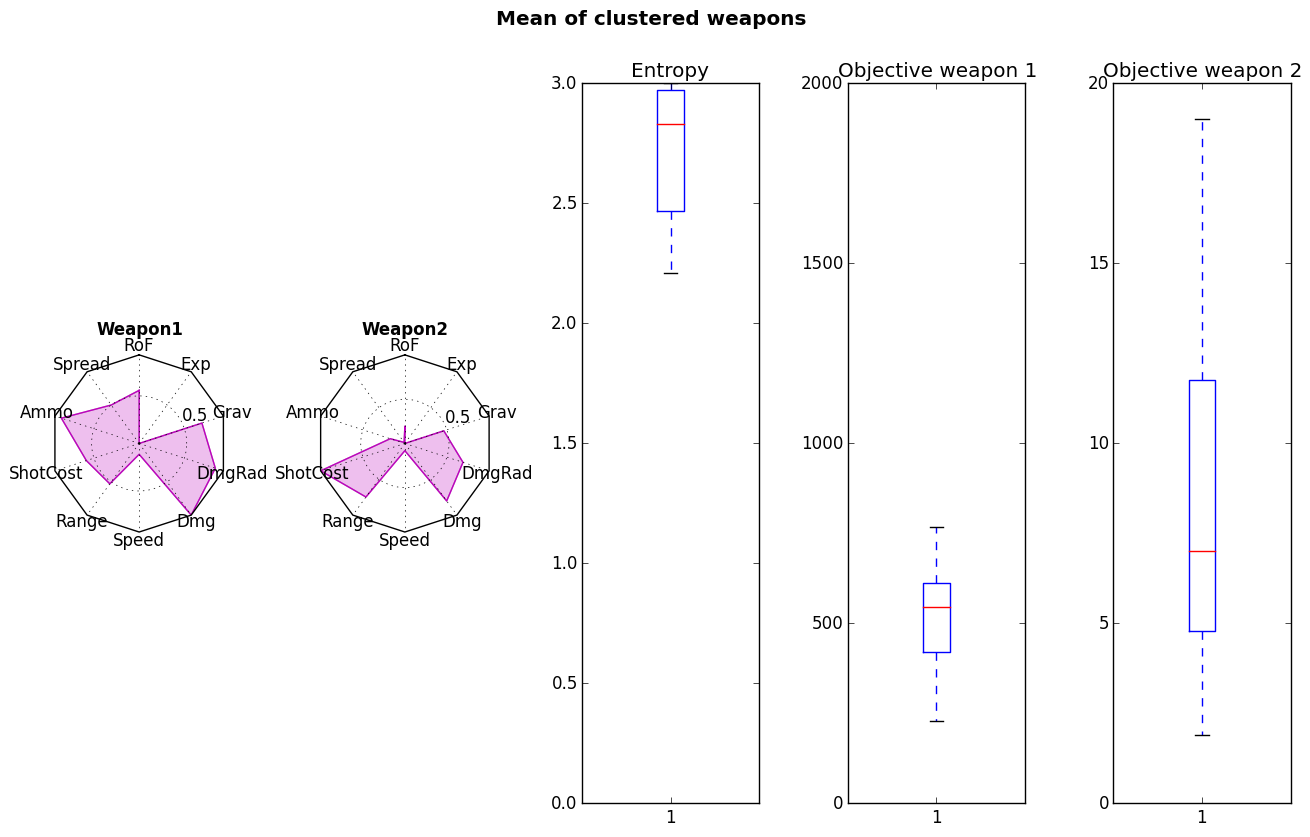 Mean of clustered weapons
Weapon1
RoF
Exp
Grav
DmgRad
Dmg
Speed
Range
ShotCost
Ammo
Spread
0.5
Weapon2
RoF
Exp
Grav
DmgRad
Dmg
Speed
Range
ShotCost
Ammo
Spread
0.5
Entropy
3.0
2.5
2.0
1.5
1.0
0.5
0.0
1
Objective weapon 1
2000
1500
1000
500
0
1
Objective weapon 2
20
15
10
5
0
1